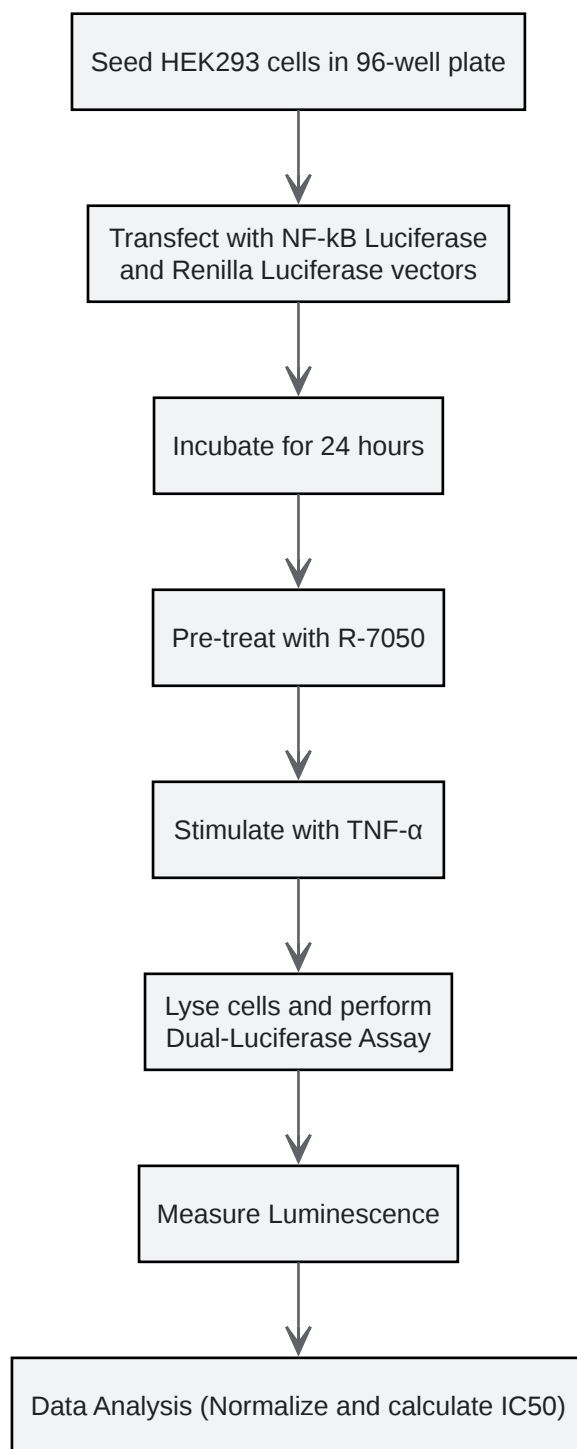 Seed HEK293 cells in 96-well plate
Transfect with NF-kB Luciferase
and Renilla Luciferase vectors
Incubate for 24 hours
Pre-treat with R-7050
Stimulate with TNF-α
Lyse cells and perform
Dual-Luciferase Assay
Measure Luminescence
Data Analysis (Normalize and calculate IC50)